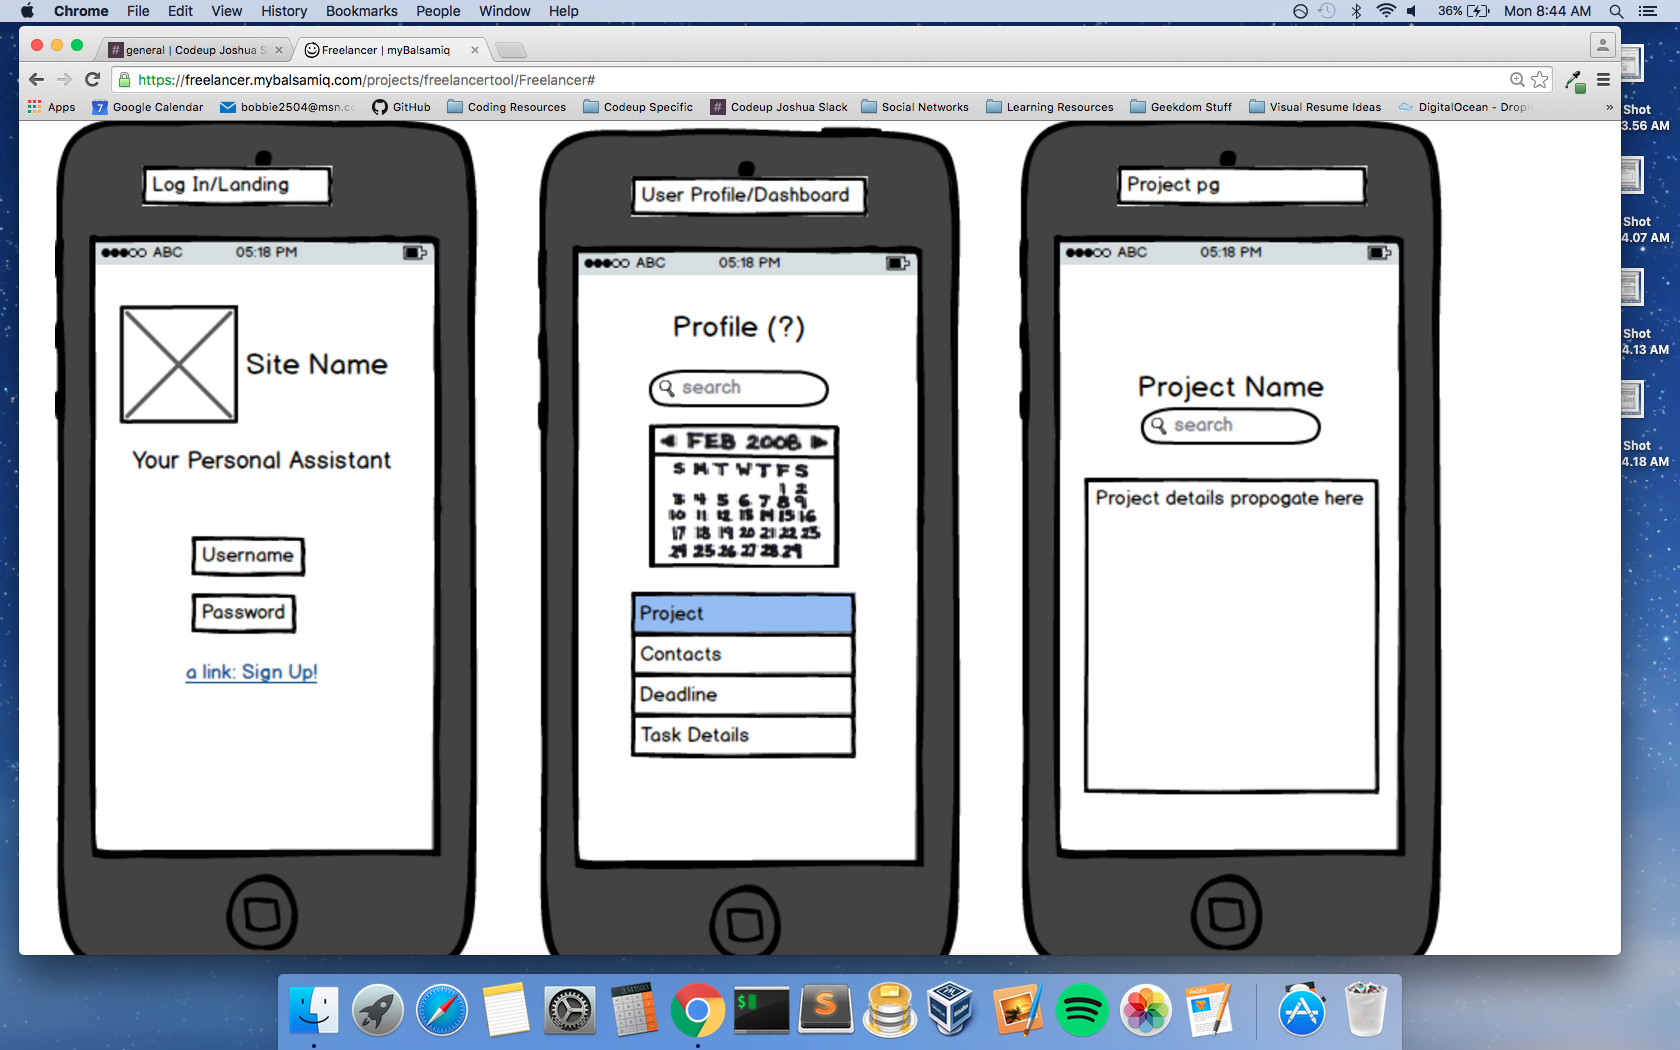 Chrome File Edit View History Bookmarks People Window Help 36% Mon 8:44 AM
# general | Codeup Joshua S Freelancer | myBalsamiq
https://freelancer.mybalsamiq.com/projects/freelancertool/Freelancer#
Apps 7 Google Calendar bobbie2504@msn.co GitHub Coding Resources Codeup Specific # Codeup Joshua Slack Social Networks Learning Resources Geekdom Stuff Visual Resume Ideas DigitalOcean - Dropl »
Shot
3.56 AM
Shot
4.07 AM
Shot
4.13 AM
Shot
4.18 AM
Log In/Landing
ABC 05:18 PM
Site Name
Your Personal Assistant
Username
Password
a link: Sign Up!
User Profile/Dashboard
ABC 05:18 PM
Profile (?)
search
FEB 2008
S M T W T F S
1 2
3 4 5 6 7 8 9
10 11 12 13 14 15 16
17 18 19 20 21 22 23
24 25 26 27 28 29
Project
Contacts
Deadline
Task Details
Project pg
ABC 05:18 PM
Project Name
search
Project details propogate here
3.141593
$
S
PAGES